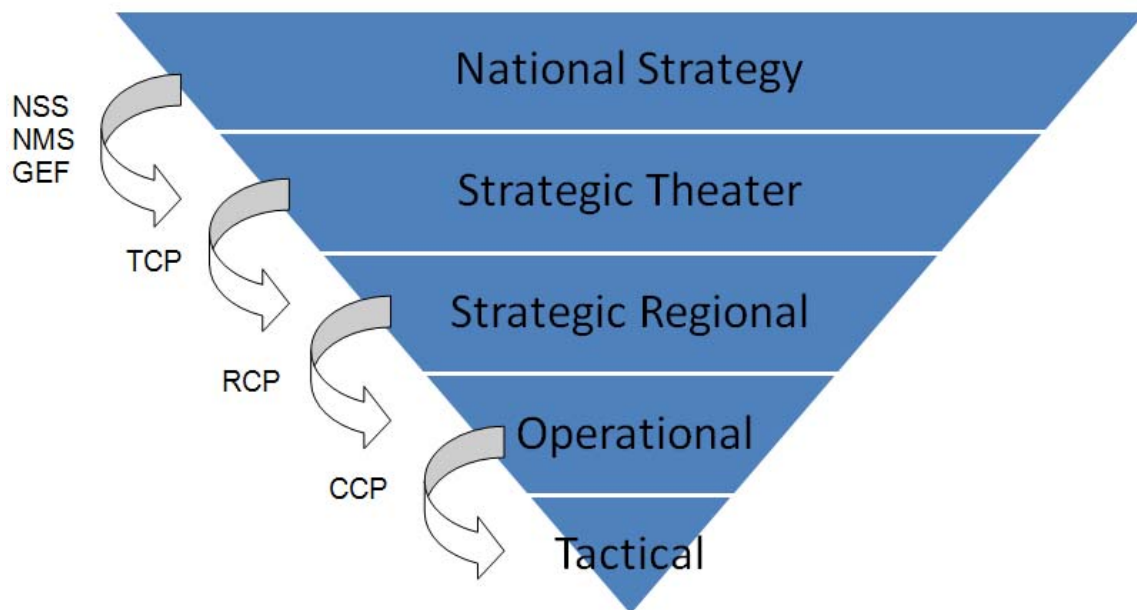 National Strategy
NSS
NMS
GEF
Strategic Theater
TCP
Strategic Regional
RCP
Operational
CCP
Tactical